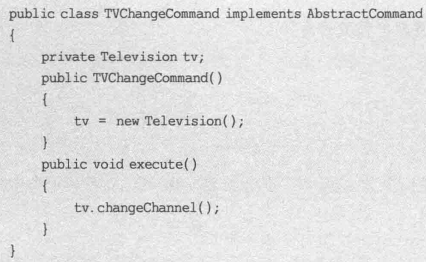 public class TVChangeCommand implements AbstractCommand
{
    private Television tv;
    public TVChangeCommand()
    {
        tv = new Television();
    }
    public void execute()
    {
        tv.changeChannel();
    }
}